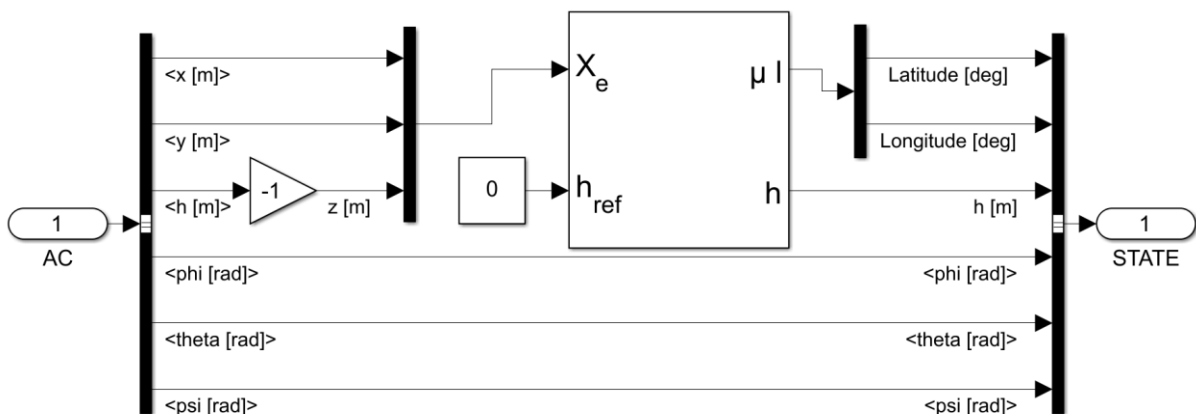 <x [m]>
<y [m]>
<h [m]>
-1
z [m]
1
AC
X_e
μ l
0
h_ref
h
Latitude [deg]
Longitude [deg]
h [m]
1
STATE
<phi [rad]>
<phi [rad]>
<theta [rad]>
<theta [rad]>
<psi [rad]>
<psi [rad]>